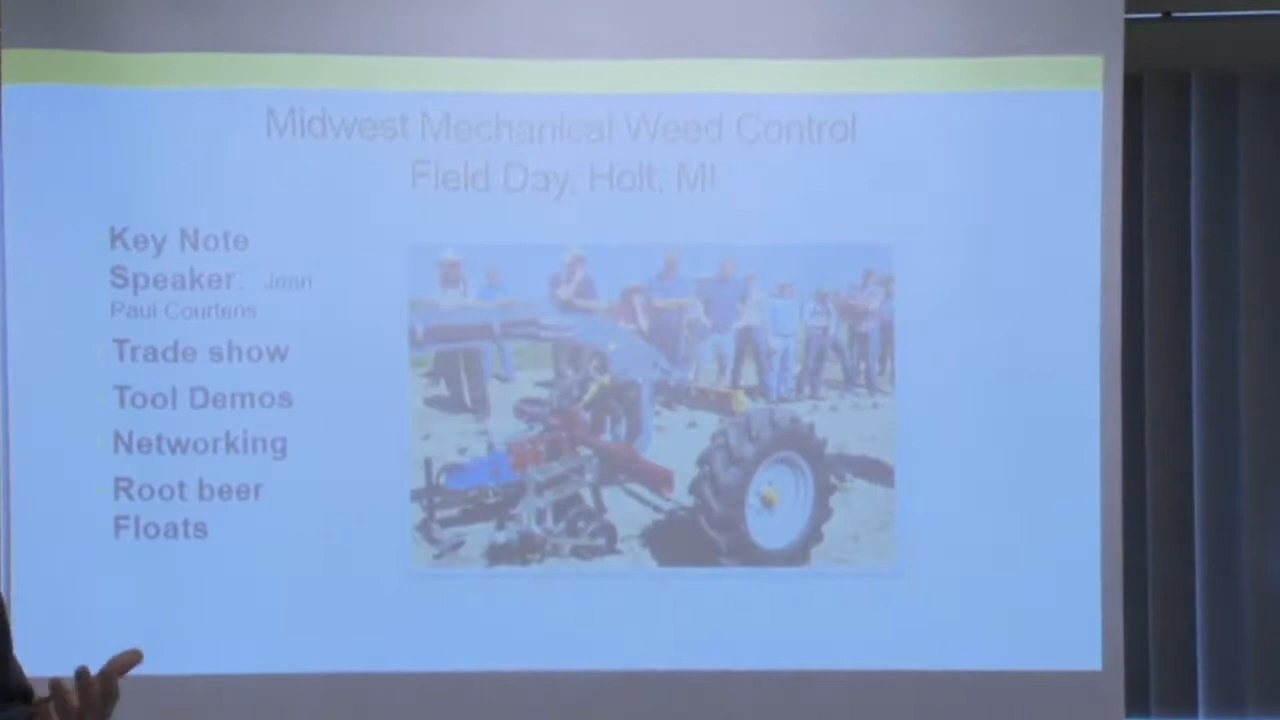 Midwest Mechanical Weed Control
Field Day, Holt, MI
Key Note
Speaker: Jenn
Paul Courtens
Trade show
Tool Demos
Networking
Root beer
Floats